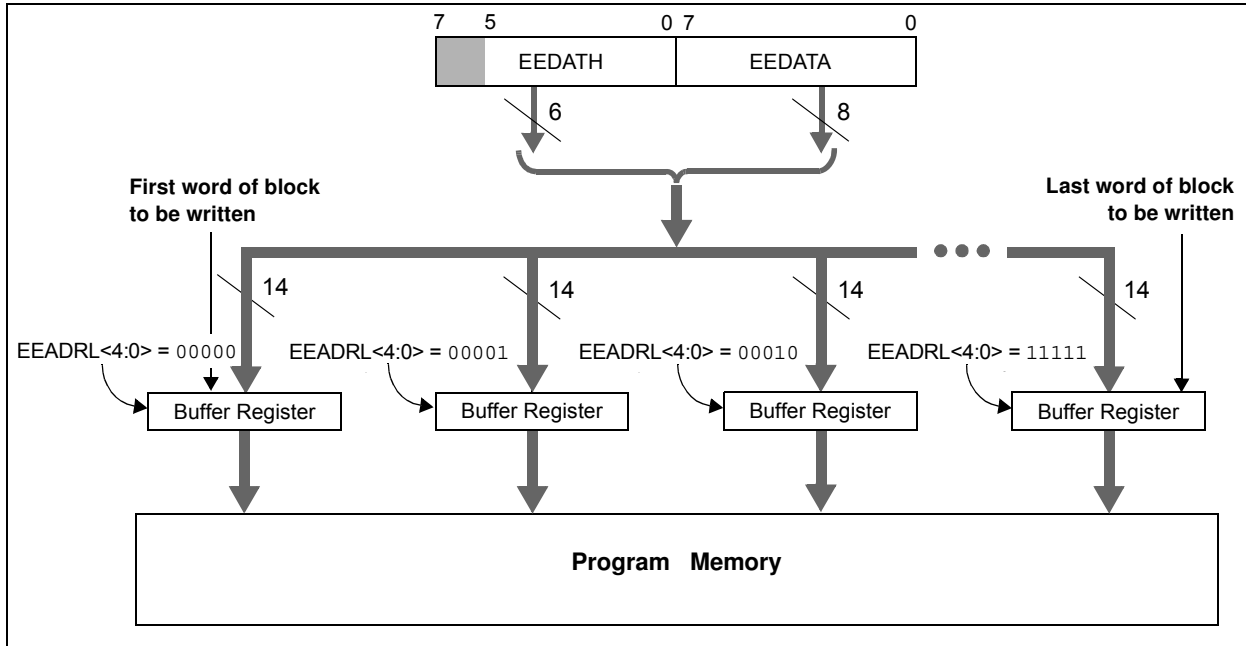 7 5 0 7 0
EEDATH EEDATA
6 8
First word of block
to be written
Last word of block
to be written
14 14 14 14
EEADRL<4:0> = 00000 EEADRL<4:0> = 00001 EEADRL<4:0> = 00010 EEADRL<4:0> = 11111
Buffer Register Buffer Register Buffer Register Buffer Register
Program Memory